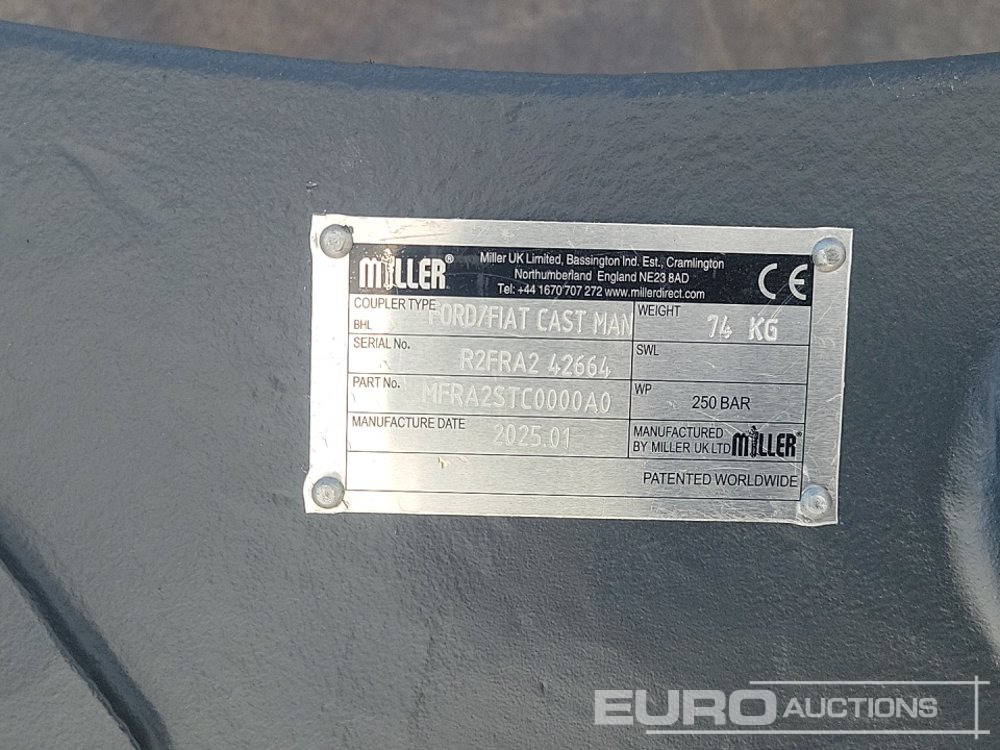 MILLER®
Miller UK Limited, Bassington Ind. Est., Cramlington
Northumberland England NE23 8AD
Tel: +44 1670 707 272 www.millerdirect.com
CE
COUPLER TYPE
BHL FORD/FIAT CAST MAN
WEIGHT 74 KG
SERIAL No. R2FRA2 42664
SWL
PART No. MFRA2STC0000A0
WP 250 BAR
MANUFACTURE DATE 2025.01
MANUFACTURED
BY MILLER UK LTD MILLER®
PATENTED WORLDWIDE
EURO AUCTIONS